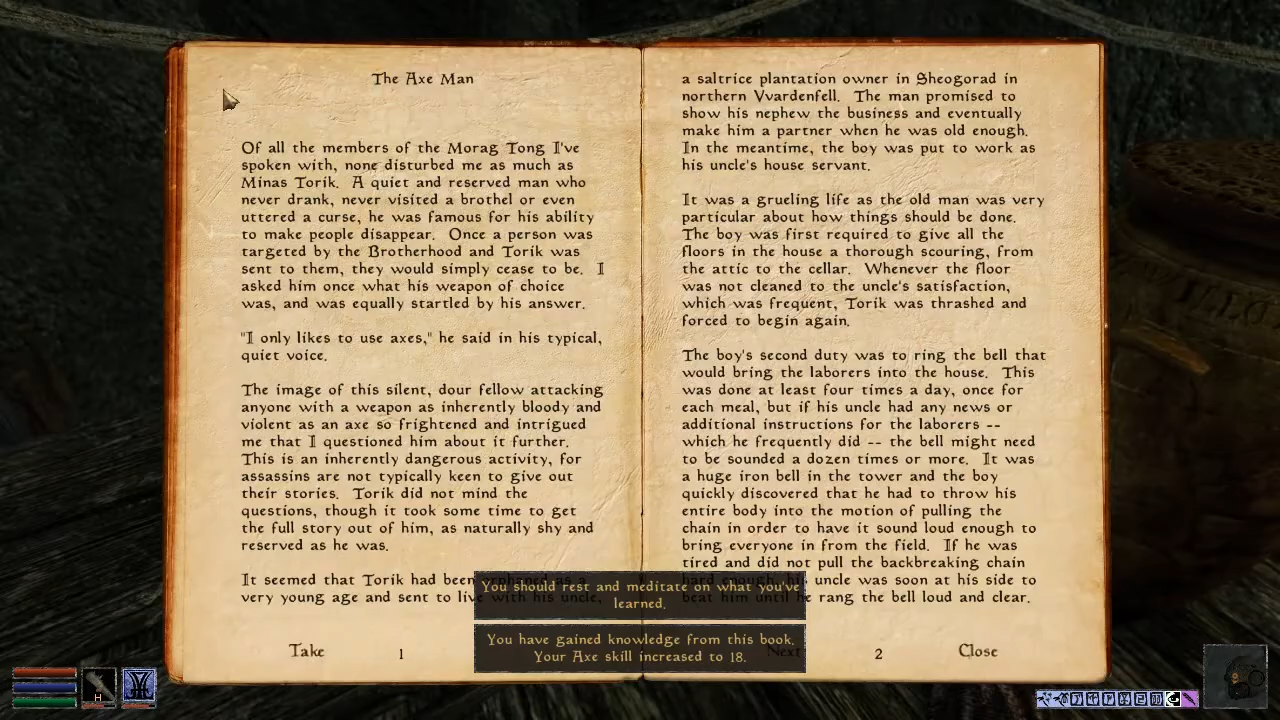 The Axe Man
Of all the members of the Morag Tong I've
spoken with, none disturbed me as much as
Minas Torik.  A quiet and reserved man who
never drank, never visited a brothel or even
uttered a curse, he was famous for his ability
to make people disappear.  Once a person was
targeted by the Brotherhood and Torik was
sent to them, they would simply cease to be.  I
asked him once what his weapon of choice
was, and was equally startled by his answer.
"I only likes to use axes," he said in his typical,
quiet voice.
The image of this silent, dour fellow attacking
anyone with a weapon as inherently bloody and
violent as an axe so frightened and intrigued
me that I questioned him about it further.
This is an inherently dangerous activity, for
assassins are not typically keen to give out
their stories.  Torik did not mind the
questions, though it took some time to get
the full story out of him, as naturally shy and
reserved as he was.
It seemed that Torik had been orphaned as a
very young age and sent to live with his uncle,
Take
1
a saltrice plantation owner in Sheogorad in
northern Vvardenfell.  The man promised to
show his nephew the business and eventually
make him a partner when he was old enough.
In the meantime, the boy was put to work as
his uncle's house servant.
It was a grueling life as the old man was very
particular about how things should be done.
The boy was first required to give all the
floors in the house a thorough scouring, from
the attic to the cellar.  Whenever the floor
was not cleaned to the uncle's satisfaction,
which was frequent, Torik was thrashed and
forced to begin again.
The boy's second duty was to ring the bell that
would bring the laborers into the house.  This
was done at least four times a day, once for
each meal, but if his uncle had any news or
additional instructions for the laborers --
which he frequently did -- the bell might need
to be sounded a dozen times or more.  It was
a huge iron bell in the tower and the boy
quickly discovered that he had to throw his
entire body into the motion of pulling the
chain in order to have it sound loud enough to
bring everyone in from the field.  If he was
tired and did not pull the backbreaking chain
hard enough, his uncle was soon at his side to
beat him until he rang the bell loud and clear.
Next
2
Close
You should rest and meditate on what you've
learned.
You have gained knowledge from this book.
Your Axe skill increased to 18.
H